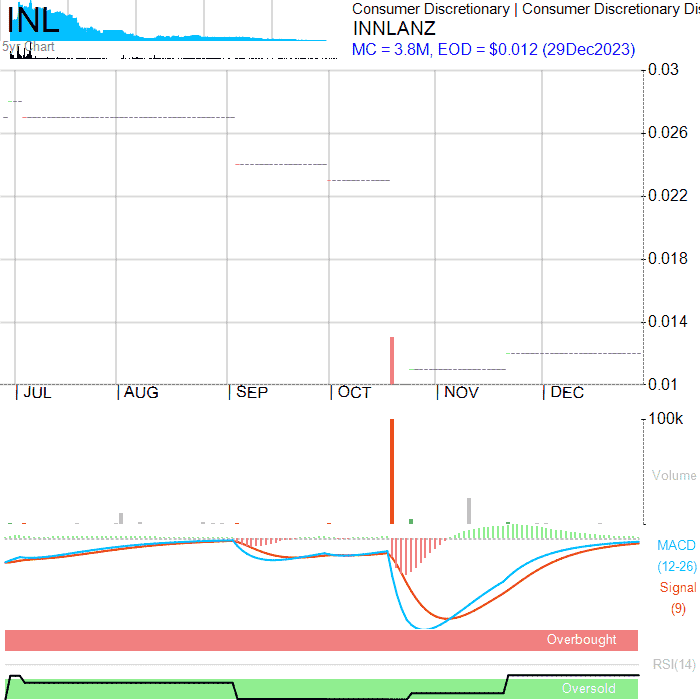 INL
5yr Chart
Consumer Discretionary | Consumer Discretionary Dis
INNLANZ
MC = 3.8M, EOD = $0.012 (29Dec2023)
0.03
0.026
0.022
0.018
0.014
0.01
JUL AUG SEP OCT NOV DEC
100k
Volume
MACD
(12-26)
Signal
(9)
Overbought
RSI(14)
Oversold